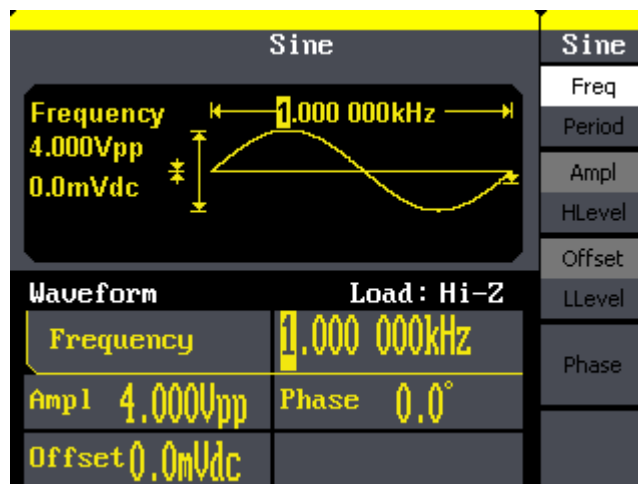 Sine
Sine
Frequency
1.000 000kHz
4.000Vpp
0.0mVdc
Freq
Period
Ampl
HLevel
Offset
LLevel
Phase
Waveform
Load: Hi-Z
Frequency
1.000 000kHz
Ampl 4.000Vpp
Phase 0.0°
Offset 0.0mVdc